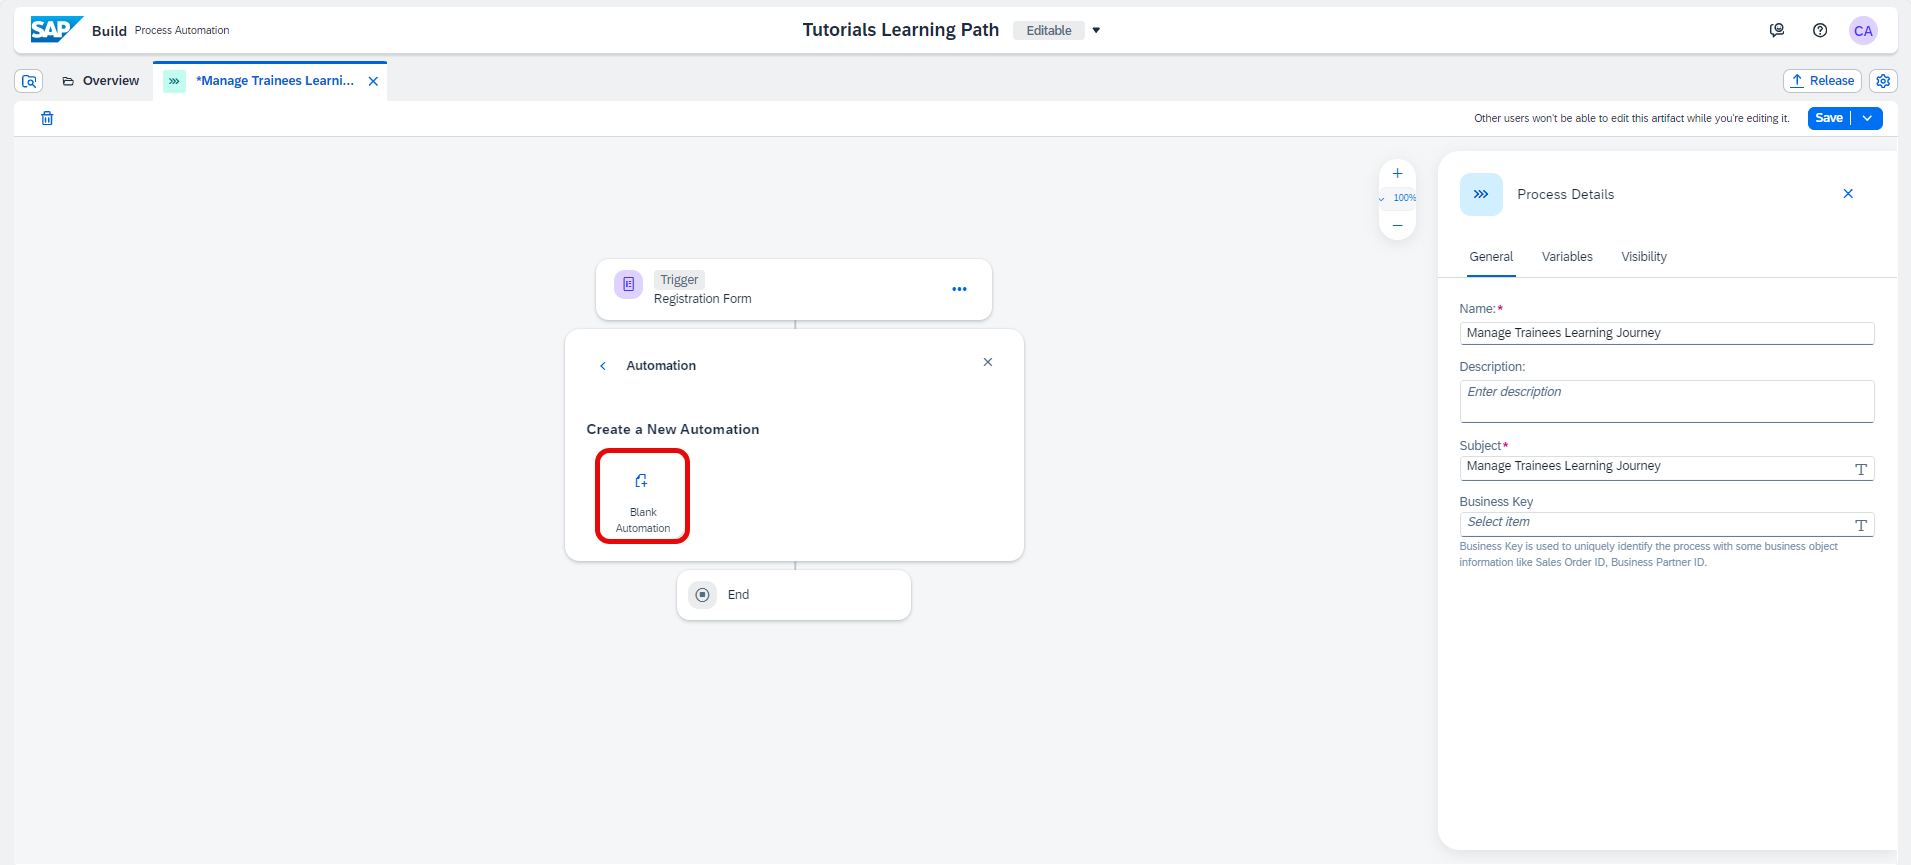 SAP Build Process Automation
Tutorials Learning Path Editable
CA
Overview
*Manage Trainees Learni...
Release
Other users won't be able to edit this artifact while you're editing it.
Save
100%
Trigger
Registration Form
Automation
Create a New Automation
Blank
Automation
End
Process Details
General Variables Visibility
Name:*
Manage Trainees Learning Journey
Description:
Enter description
Subject*
Manage Trainees Learning Journey
Business Key
Select item
Business Key is used to uniquely identify the process with some business object
information like Sales Order ID, Business Partner ID.